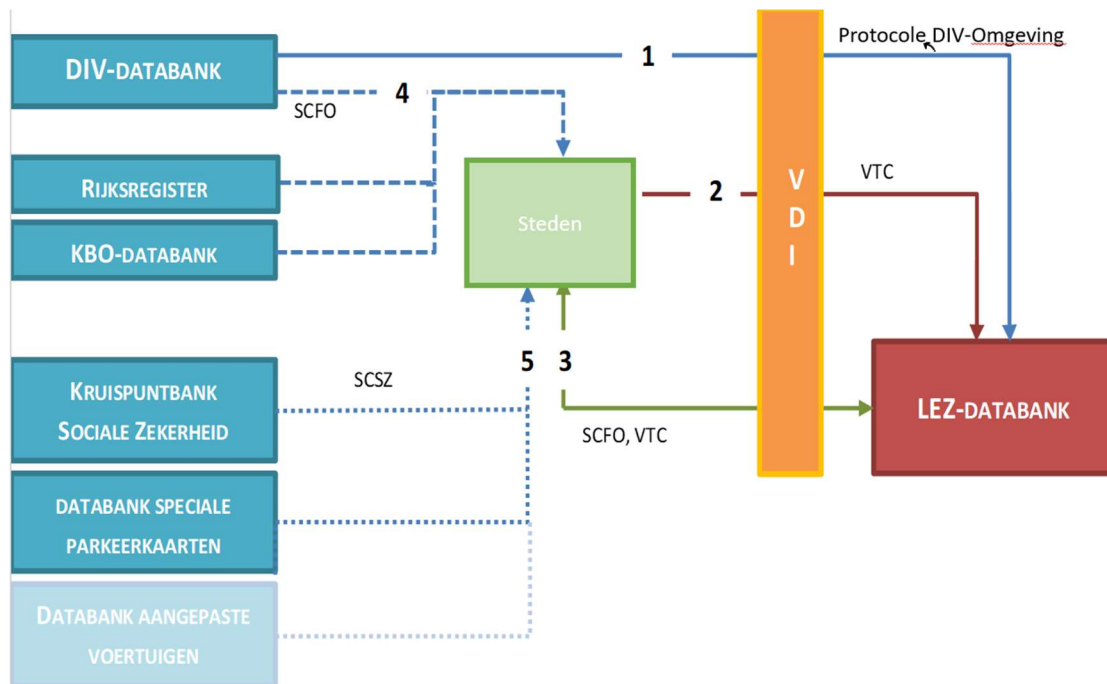 DIV-DATABANK
1
Protocole DIV-Omgeving
SCFO
4
RIJKSREGISTER
KBO-DATABANK
Steden
2
V
D
I
VTC
KRUISPUNTBANK
SOCIALE ZEKERHEID
SCSZ
5
3
SCFO, VTC
LEZ-DATABANK
DATABANK SPECIALE
PARKEERKAARTEN
DATABANK AANGEPASTE
VOERTUIGEN